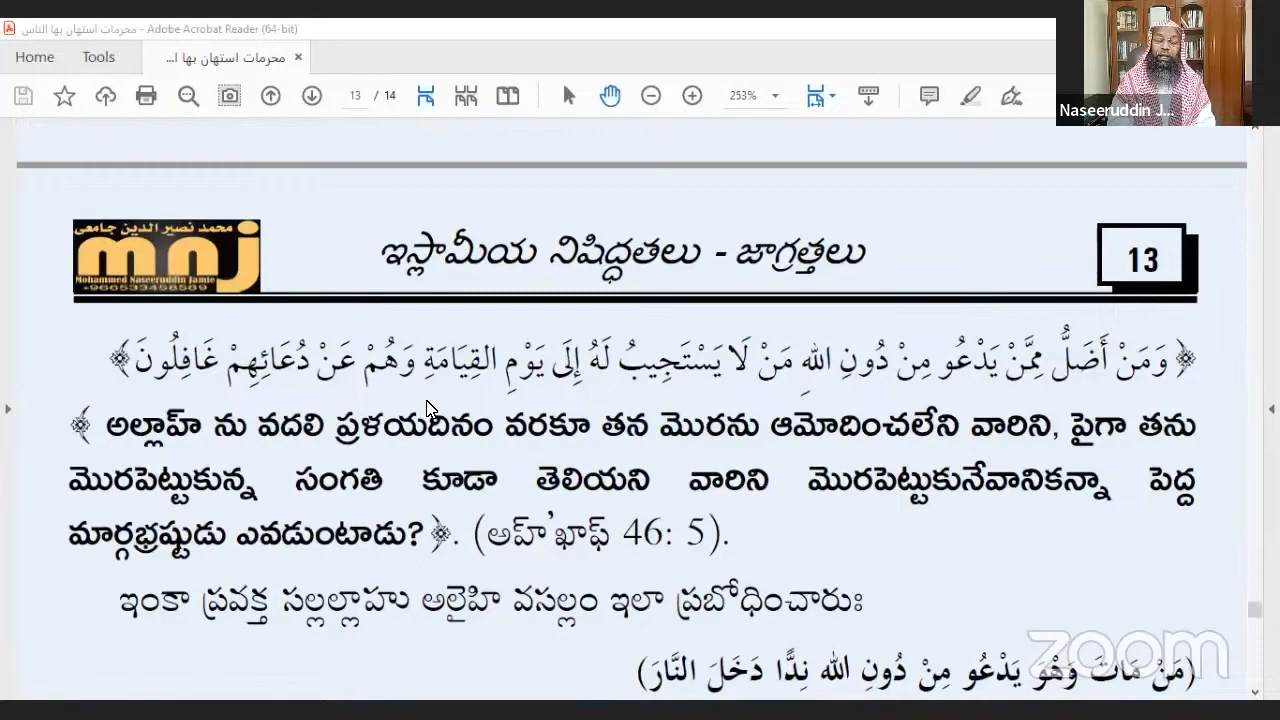 محرمات استهان بها الناس - Adobe Acrobat Reader (64-bit)
Home Tools محرمات استهان بها ا... ×
13 / 14 253%
Naseeruddin J...
محمد نصير الدين جامعى
mnj
Mohammed Naseeruddin Jamie
+966533458589
ఇస్లామీయ నిషిద్ధతలు - జాగ్రత్తలు
13
﴿وَمَنْ أَضَلُّ مِمَّنْ يَدْعُو مِنْ دُونِ اللهِ مَنْ لَا يَسْتَجِيبُ لَهُ إِلَى يَوْمِ القِيَامَةِ وَهُمْ عَنْ دُعَائِهِمْ غَافِلُونَ﴾
﴾ అల్లాహ్ ను వదలి ప్రళయదినం వరకూ తన మొరను ఆమోదించలేని వారిని, పైగా తను
మొరపెట్టుకున్న సంగతి కూడా తెలియని వారిని మొరపెట్టుకునేవానికన్నా పెద్ద
మార్గభ్రష్టుడు ఎవడుంటాడు?﴿. (అహ్'ఖాఫ్ 46: 5).
ఇంకా ప్రవక్త సల్లల్లాహు అలైహి వసల్లం ఇలా ప్రబోధించారుః
(مَنْ مَاتَ وَهْوَ يَدْعُو مِنْ دُونِ الله نِدًّا دَخَلَ النَّارَ)
zoom